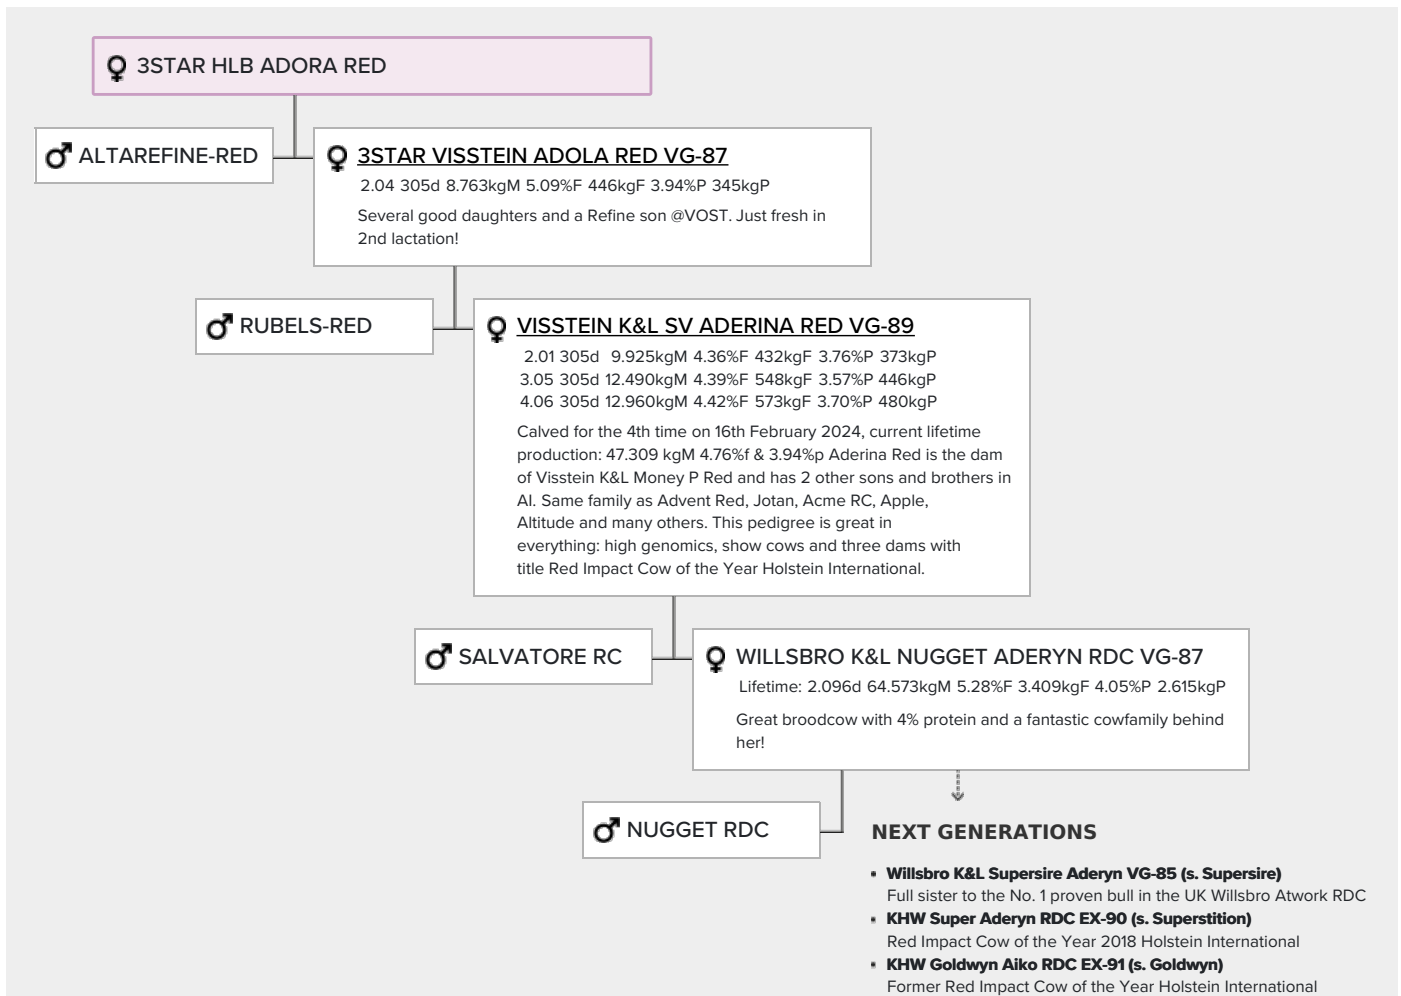 3STAR HLB ADORA RED
ALTAREFINE-RED
3STAR VISSTEIN ADOLA RED VG-87
2.04 305d 8.763kgM 5.09%F 446kgF 3.94%P 345kgP
Several good daughters and a Refine son @VOST. Just fresh in
2nd lactation!
RUBELS-RED
VISSTEIN K&L SV ADERINA RED VG-89
2.01 305d 9.925kgM 4.36%F 432kgF 3.76%P 373kgP
3.05 305d 12.490kgM 4.39%F 548kgF 3.57%P 446kgP
4.06 305d 12.960kgM 4.42%F 573kgF 3.70%P 480kgP
Calved for the 4th time on 16th February 2024, current lifetime
production: 47.309 kgM 4.76%f & 3.94%p Aderina Red is the dam
of Visstein K&L Money P Red and has 2 other sons and brothers in
AI. Same family as Advent Red, Jotan, Acme RC, Apple,
Altitude and many others. This pedigree is great in
everything: high genomics, show cows and three dams with
title Red Impact Cow of the Year Holstein International.
SALVATORE RC
WILLSBRO K&L NUGGET ADERYN RDC VG-87
Lifetime: 2.096d 64.573kgM 5.28%F 3.409kgF 4.05%P 2.615kgP
Great broodcow with 4% protein and a fantastic cowfamily behind
her!
NUGGET RDC
NEXT GENERATIONS
Willsbro K&L Supersire Aderyn VG-85 (s. Supersire)
Full sister to the No. 1 proven bull in the UK Willsbro Atwork RDC
KHW Super Aderyn RDC EX-90 (s. Superstition)
Red Impact Cow of the Year 2018 Holstein International
KHW Goldwyn Aiko RDC EX-91 (s. Goldwyn)
Former Red Impact Cow of the Year Holstein International